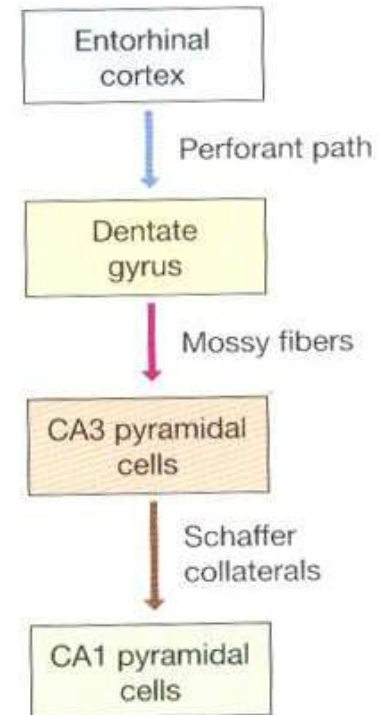 Entorhinal
cortex
Perforant path
Dentate
gyrus
Mossy fibers
CA3 pyramidal
cells
Schaffer
collaterals
CA1 pyramidal
cells